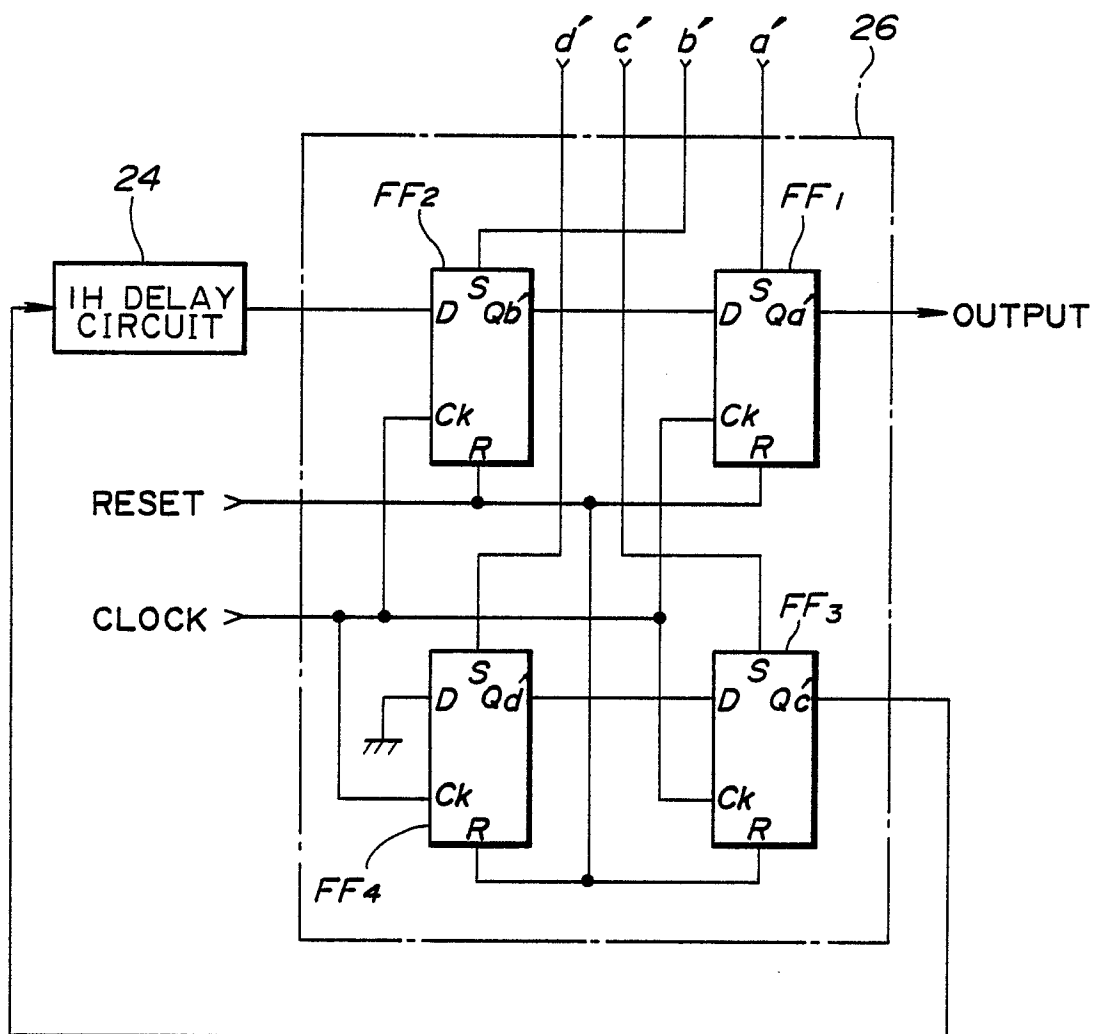 d′ c′ b′ a′ 26
24
FF2 FF1
1H DELAY
CIRCUIT
S S
D Qb′ D Qa′
OUTPUT
Ck Ck
R R
RESET
CLOCK
FF3
S S
D Qd′ D Qc′
Ck Ck
R R
FF4